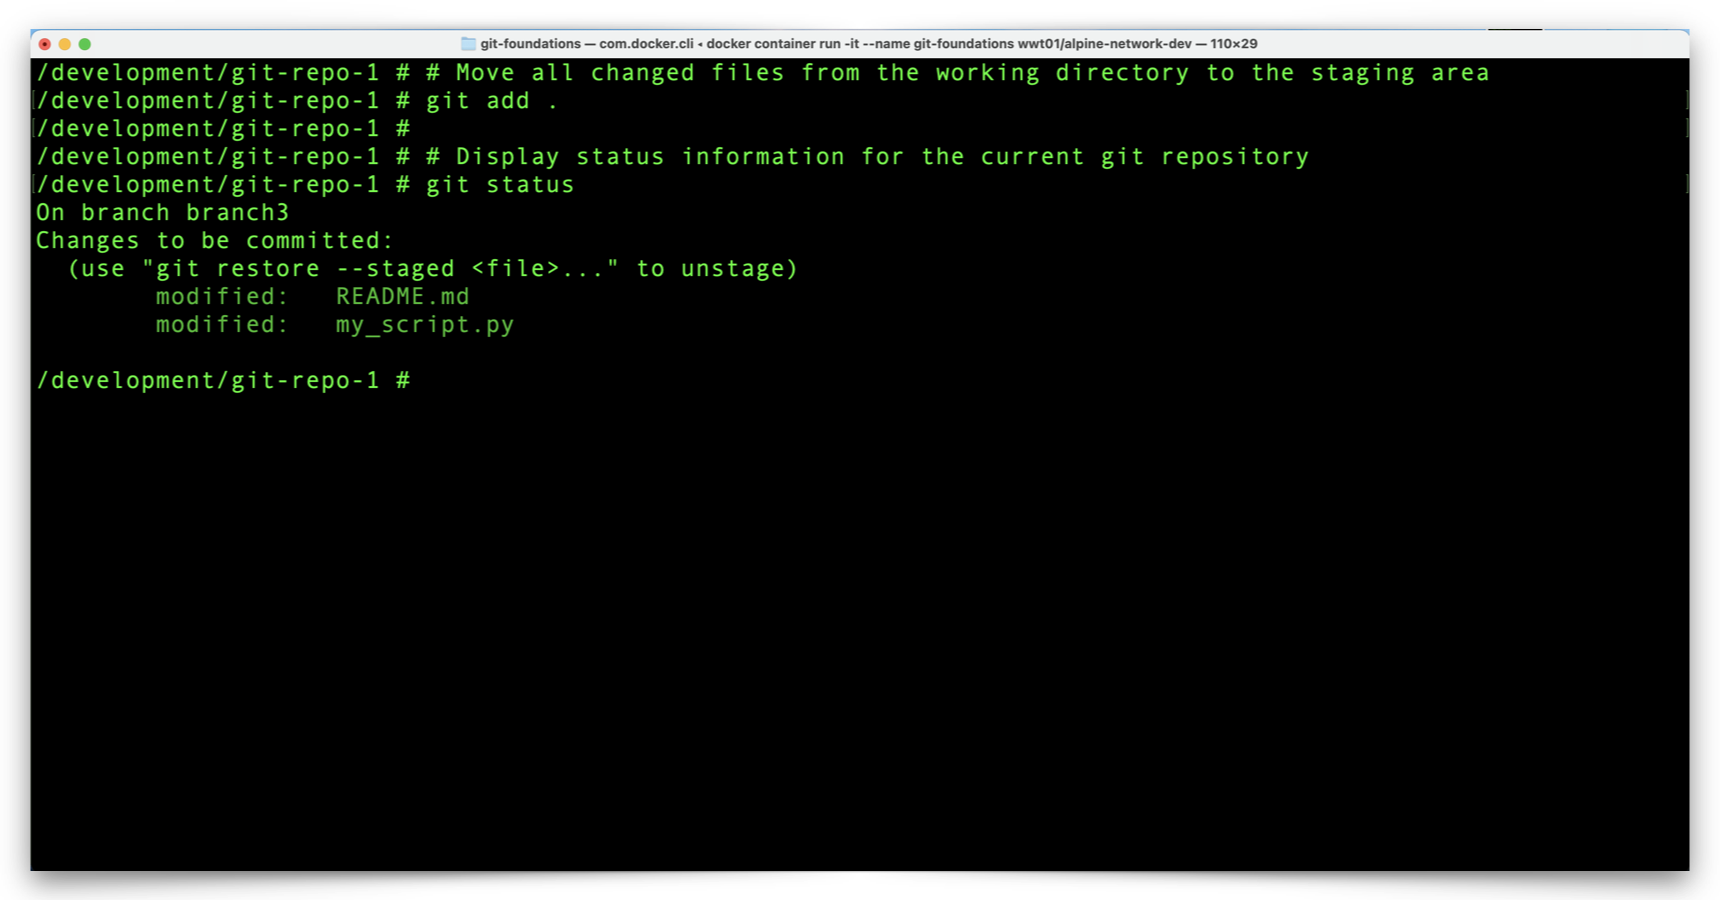 git-foundations — com.docker.cli ◂ docker container run -it --name git-foundations wwt01/alpine-network-dev — 110×29
/development/git-repo-1 # # Move all changed files from the working directory to the staging area
/development/git-repo-1 # git add .
/development/git-repo-1 #
/development/git-repo-1 # # Display status information for the current git repository
/development/git-repo-1 # git status
On branch branch3
Changes to be committed:
  (use "git restore --staged <file>..." to unstage)
        modified:   README.md
        modified:   my_script.py

/development/git-repo-1 #